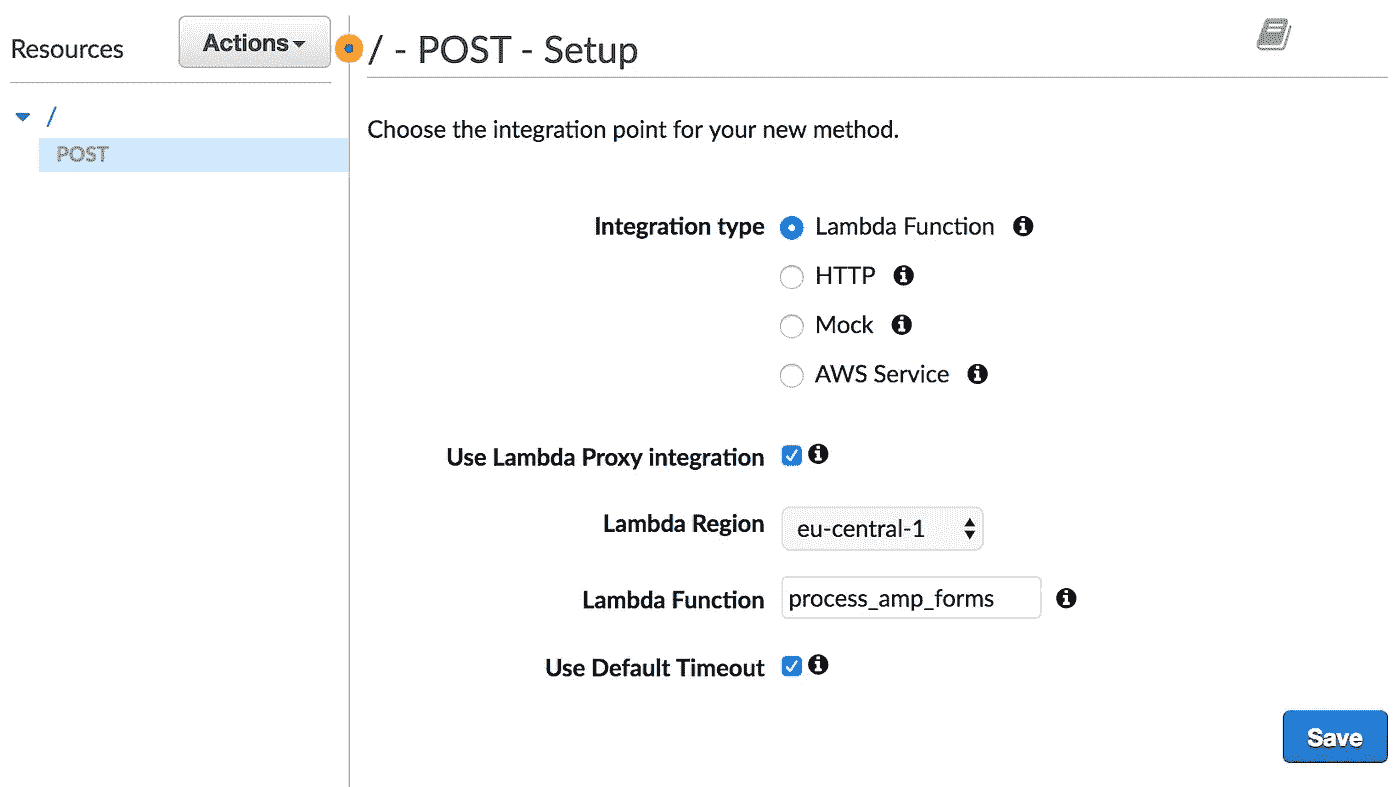 Resources
Actions
/ - POST - Setup
/
POST
Choose the integration point for your new method.
Integration type
Lambda Function
HTTP
Mock
AWS Service
Use Lambda Proxy integration
Lambda Region
eu-central-1
Lambda Function
process_amp_forms
Use Default Timeout
Save